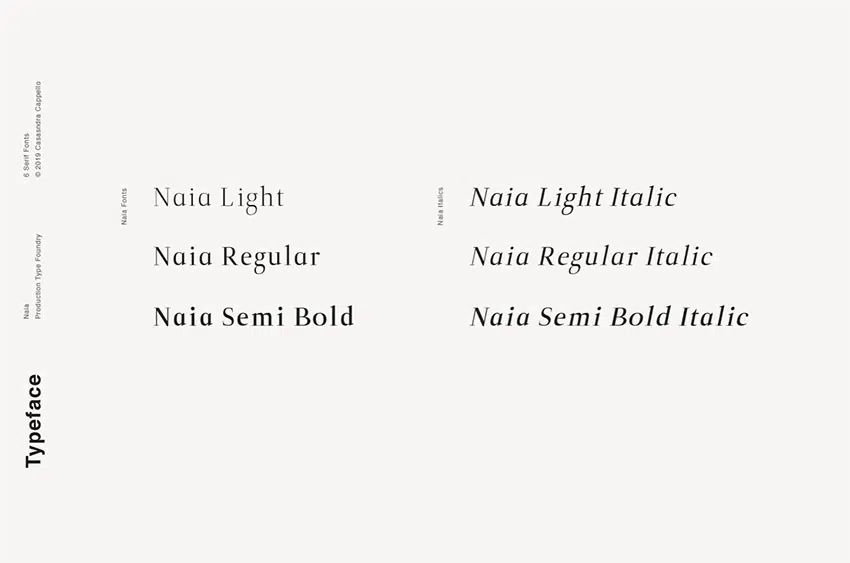 6 Serif Fonts
© 2019 Casasndra Cappello
Naia
Production Type Foundry
Typeface
Naia Fonts
Naia Light
Naia Regular
Naia Semi Bold
Naia Italics
Naia Light Italic
Naia Regular Italic
Naia Semi Bold Italic